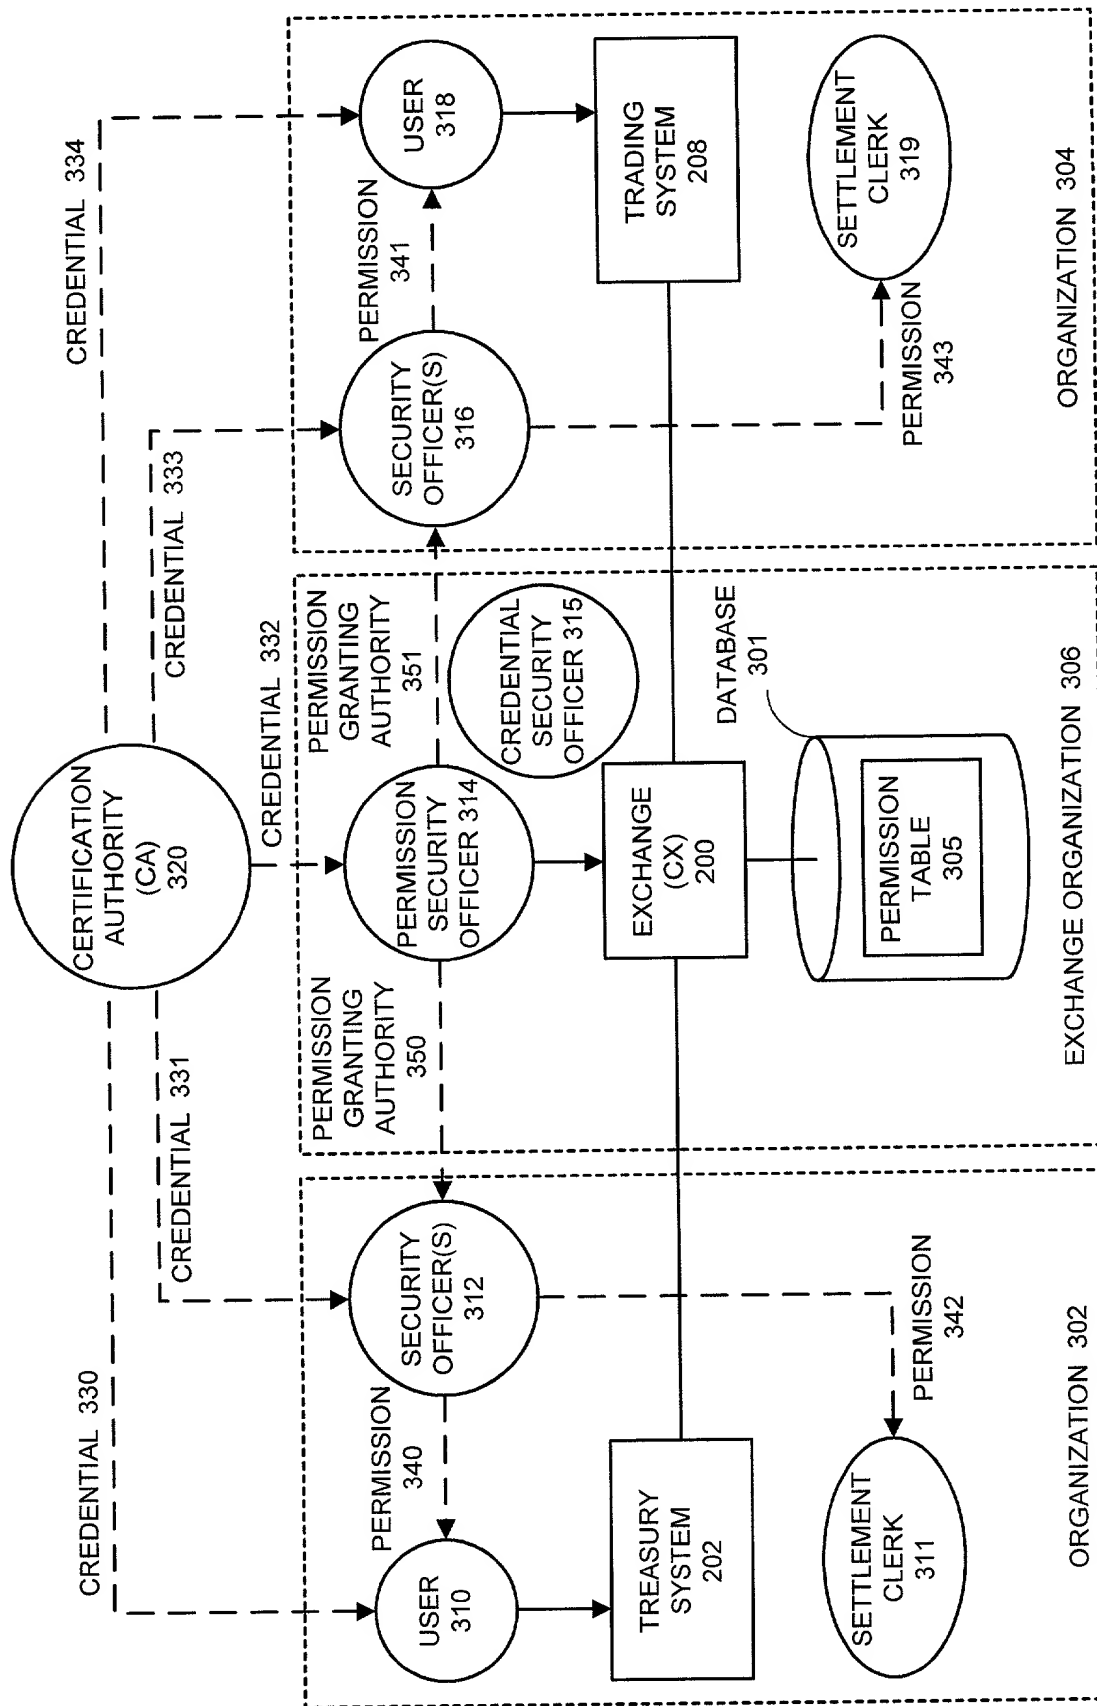 CERTIFICATION
AUTHORITY
(CA)
320
CREDENTIAL 330
CREDENTIAL 331
CREDENTIAL 332
CREDENTIAL 333
CREDENTIAL 334
USER
310
PERMISSION
340
SECURITY
OFFICER(S)
312
PERMISSION
GRANTING
AUTHORITY
350
PERMISSION
SECURITY
OFFICER 314
PERMISSION
GRANTING
AUTHORITY
351
CREDENTIAL
SECURITY
OFFICER 315
SECURITY
OFFICER(S)
316
PERMISSION
341
USER
318
TREASURY
SYSTEM
202
EXCHANGE
(CX)
200
TRADING
SYSTEM
208
SETTLEMENT
CLERK
311
PERMISSION
342
DATABASE
301
PERMISSION
TABLE
305
PERMISSION
343
SETTLEMENT
CLERK
319
ORGANIZATION 302
EXCHANGE ORGANIZATION 306
ORGANIZATION 304